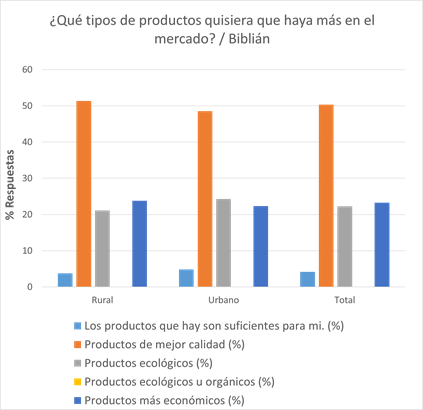 ¿Qué tipos de productos quisiera que haya más en el
mercado? / Biblián
60
50
40
30
20
10
0
% Respuestas
Rural
Urbano
Total
Los productos que hay son suficientes para mi. (%)
Productos de mejor calidad (%)
Productos ecológicos (%)
Productos ecológicos u orgánicos (%)
Productos más económicos (%)